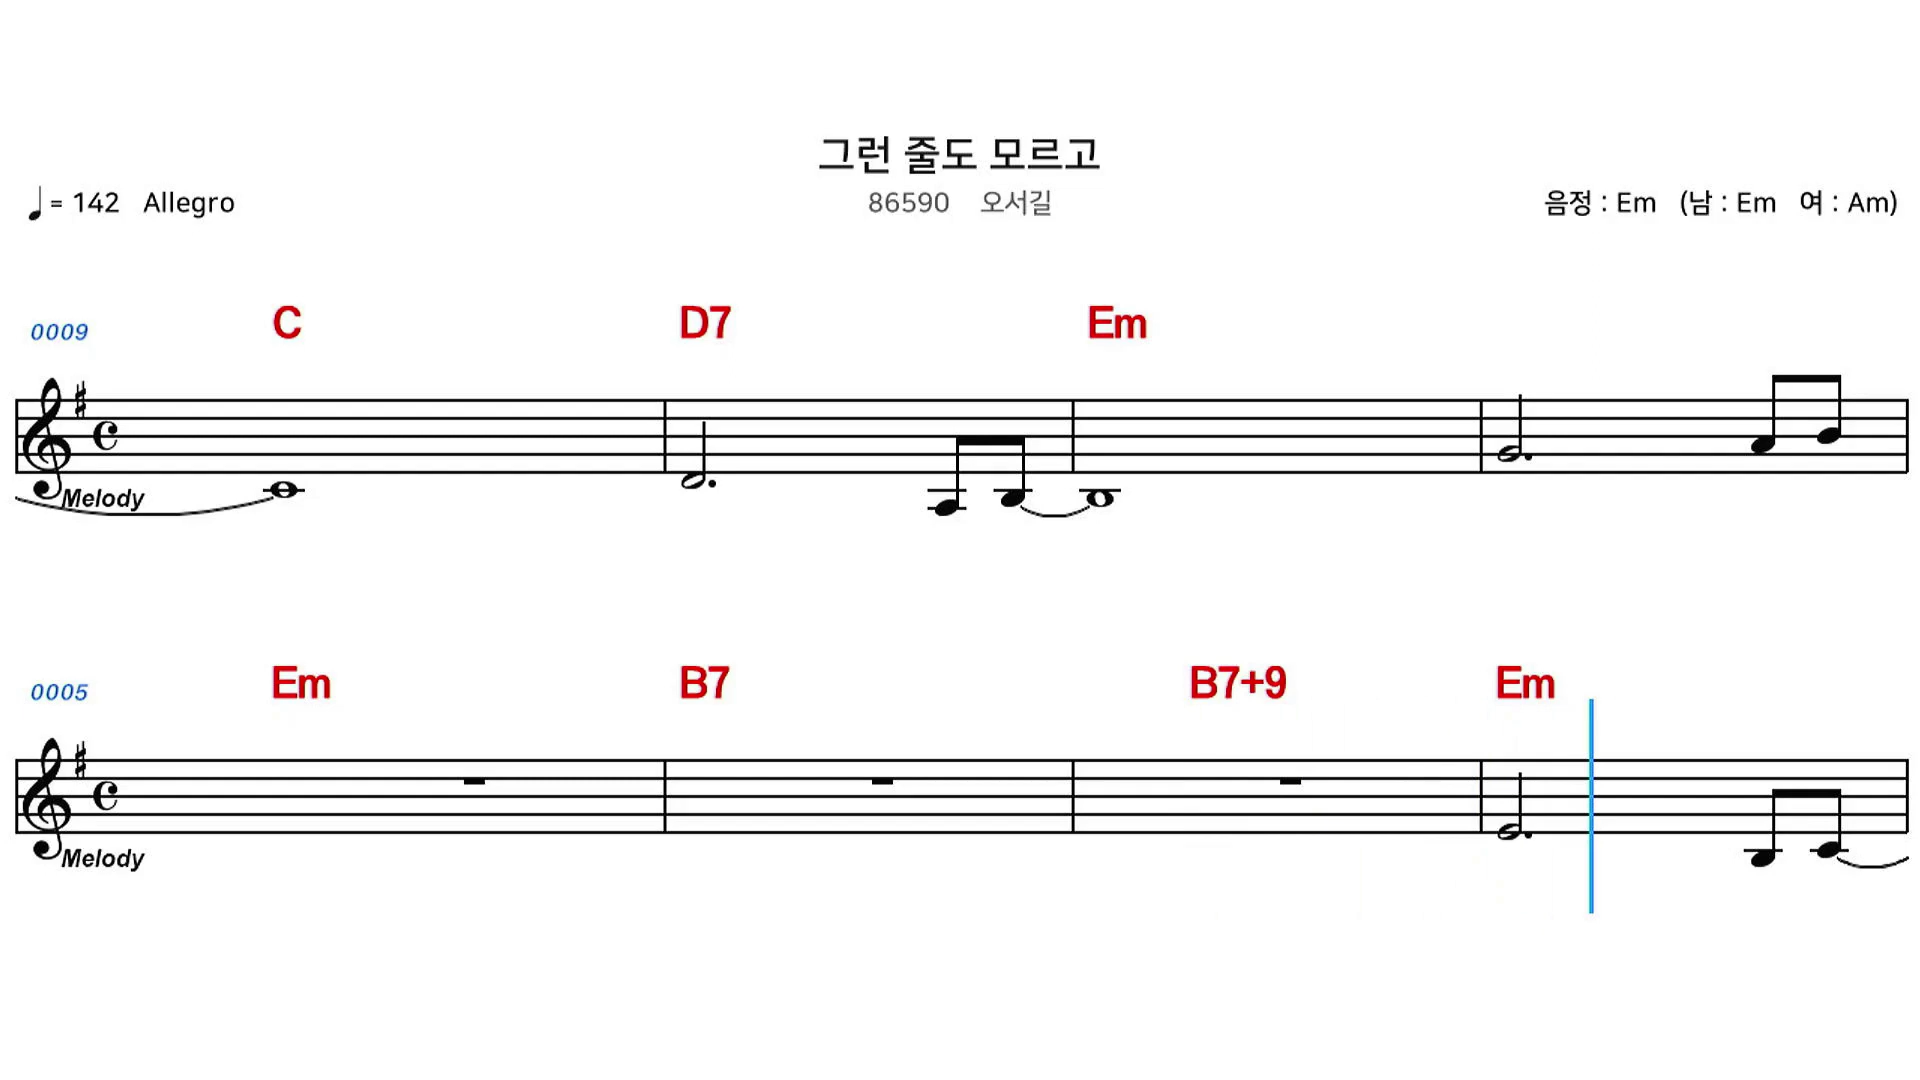 그런 줄도 모르고
♩= 142 Allegro
86590 오서길
음정 : Em (남 : Em 여 : Am)
0009 C D7 Em
Melody
0005 Em B7 B7+9 Em
Melody